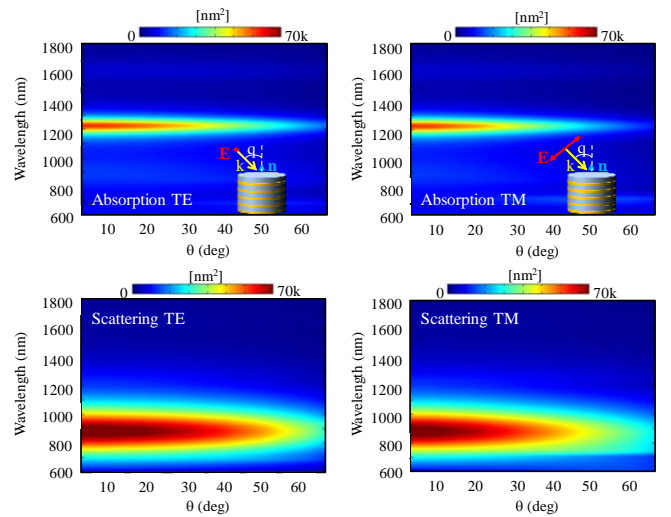 [nm²]
0 70k
1800
1600
1400
1200
1000
800
600
Wavelength (nm)
E q
k n
Absorption TE
10 20 30 40 50 60
θ (deg)
[nm²]
0 70k
1800
1600
1400
1200
1000
800
600
Wavelength (nm)
E q
k n
Absorption TM
10 20 30 40 50 60
θ (deg)
[nm²]
0 70k
Scattering TE
1800
1600
1400
1200
1000
800
600
Wavelength (nm)
10 20 30 40 50 60
θ (deg)
[nm²]
0 70k
Scattering TM
1800
1600
1400
1200
1000
800
600
Wavelength (nm)
10 20 30 40 50 60
θ (deg)